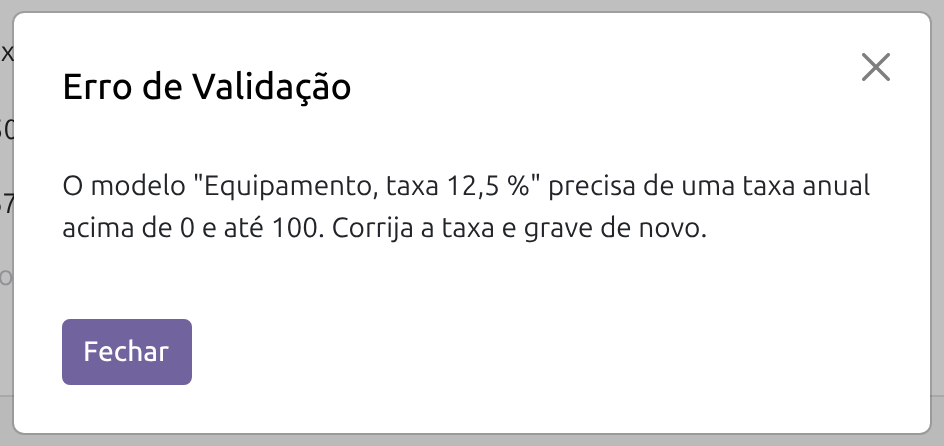 Erro de Validação
O modelo "Equipamento, taxa 12,5 %" precisa de uma taxa anual
acima de 0 e até 100. Corrija a taxa e grave de novo.
Fechar